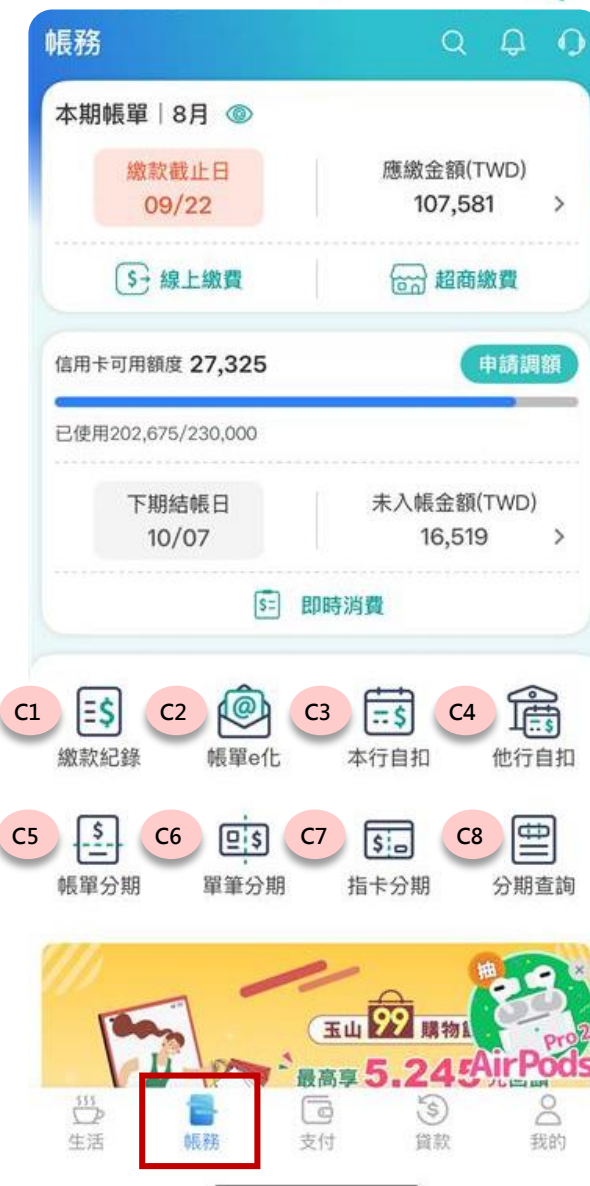 帳務
本期帳單｜8月
繳款截止日
09/22
應繳金額(TWD)
107,581
線上繳費
超商繳費
信用卡可用額度 27,325
申請調額
已使用202,675/230,000
下期結帳日
10/07
未入帳金額(TWD)
16,519
即時消費
C1 C2 C3 C4
繳款紀錄 帳單e化 本行自扣 他行自扣
C5 C6 C7 C8
帳單分期 單筆分期 指卡分期 分期查詢
抽
玉山 99 購物
Pro 2
最高享 5.245
AirPods
生活 帳務 支付 貸款 我的